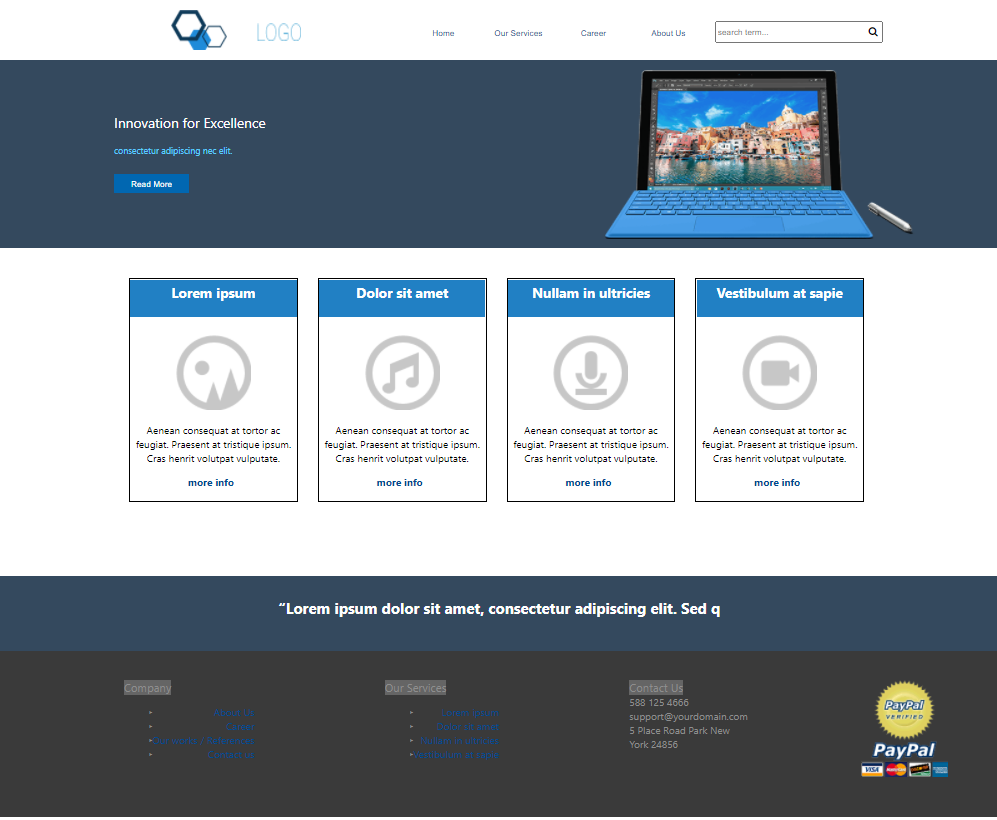 LOGO
Home Our Services Career About Us search term...
Innovation for Excellence
consectetur adipiscing nec elit.
Read More
Lorem ipsum
Aenean consequat at tortor ac
feugiat. Praesent at tristique ipsum.
Cras henrit volutpat vulputate.
more info
Dolor sit amet
Aenean consequat at tortor ac
feugiat. Praesent at tristique ipsum.
Cras henrit volutpat vulputate.
more info
Nullam in ultricies
Aenean consequat at tortor ac
feugiat. Praesent at tristique ipsum.
Cras henrit volutpat vulputate.
more info
Vestibulum at sapie
Aenean consequat at tortor ac
feugiat. Praesent at tristique ipsum.
Cras henrit volutpat vulputate.
more info
“Lorem ipsum dolor sit amet, consectetur adipiscing elit. Sed q
Company
About Us
Career
Our works / References
Contact Us
Our Services
Lorem ipsum
Dolor sit amet
Nullam in ultricies
Vestibulum at sapie
Contact Us
588 125 4666
support@yourdomain.com
5 Place Road Park New
York 24856
PayPal
VERIFIED
PayPal
VISA